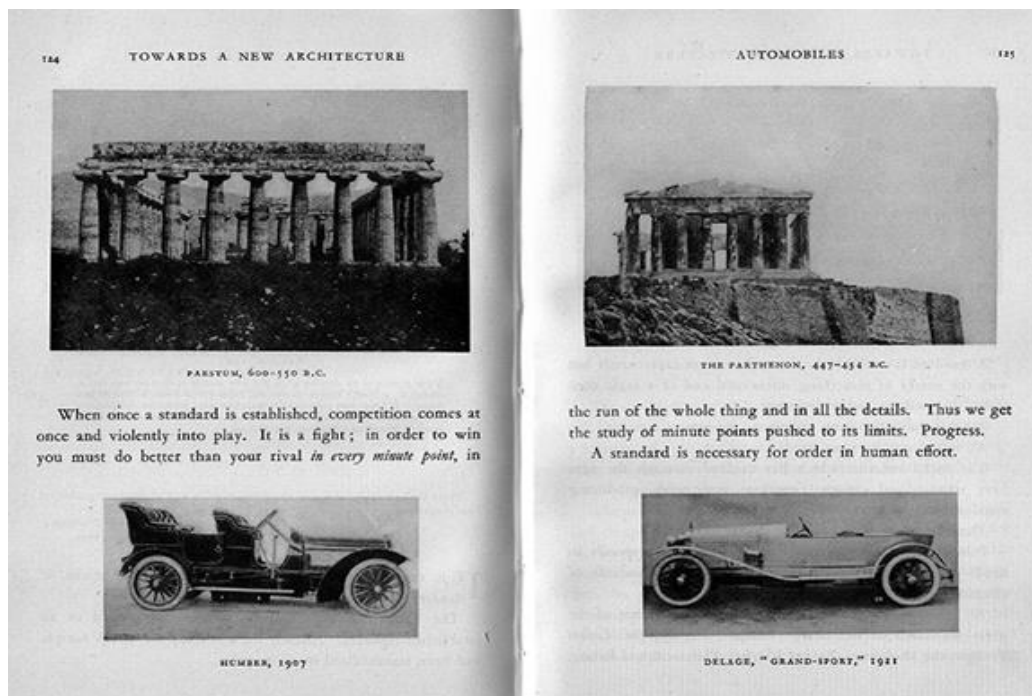 124
TOWARDS A NEW ARCHITECTURE
PAESTUM, 600-550 B.C.
When once a standard is established, competition comes at
once and violently into play. It is a fight; in order to win
you must do better than your rival in every minute point, in
HUMBER, 1907
AUTOMOBILES
125
THE PARTHENON, 447-454 B.C.
the run of the whole thing and in all the details. Thus we get
the study of minute points pushed to its limits. Progress.
A standard is necessary for order in human effort.
DELAGE, "GRAND-SPORT," 1921